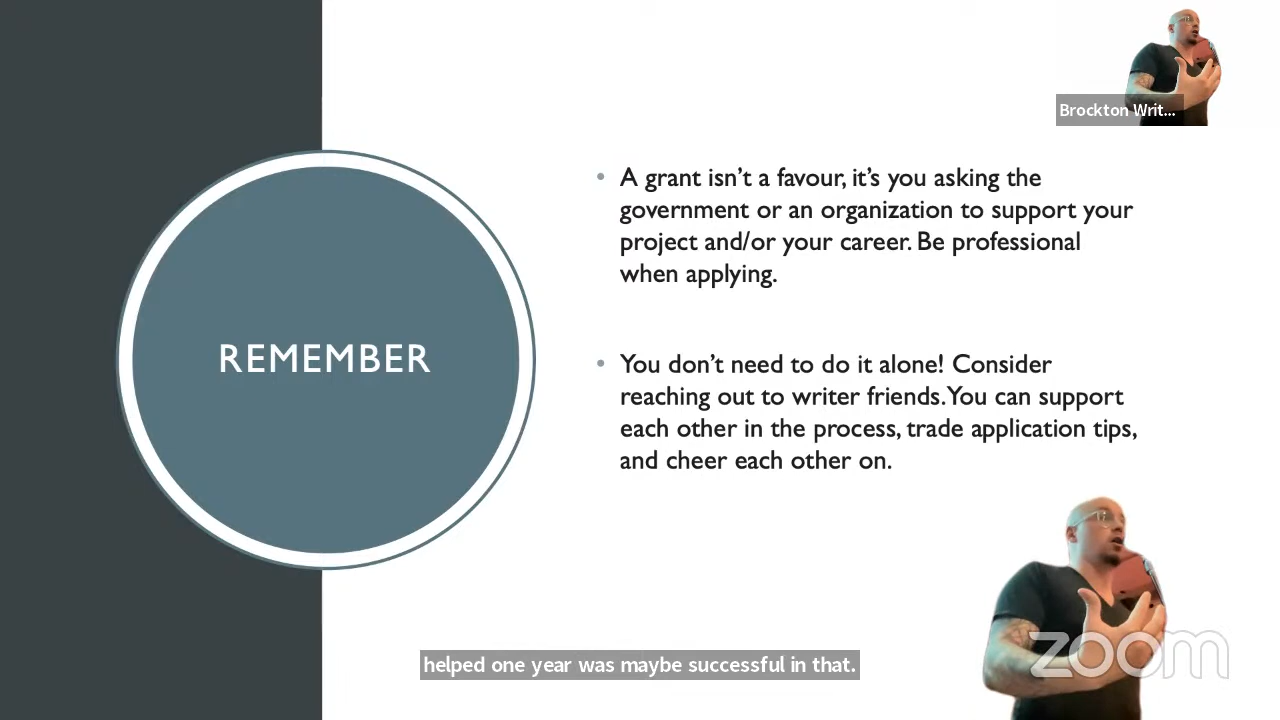 Brockton Writ...
A grant isn't a favour, it's you asking the
government or an organization to support your
project and/or your career. Be professional
when applying.
REMEMBER
You don't need to do it alone! Consider
reaching out to writer friends. You can support
each other in the process, trade application tips,
and cheer each other on.
zoom
helped one year was maybe successful in that.